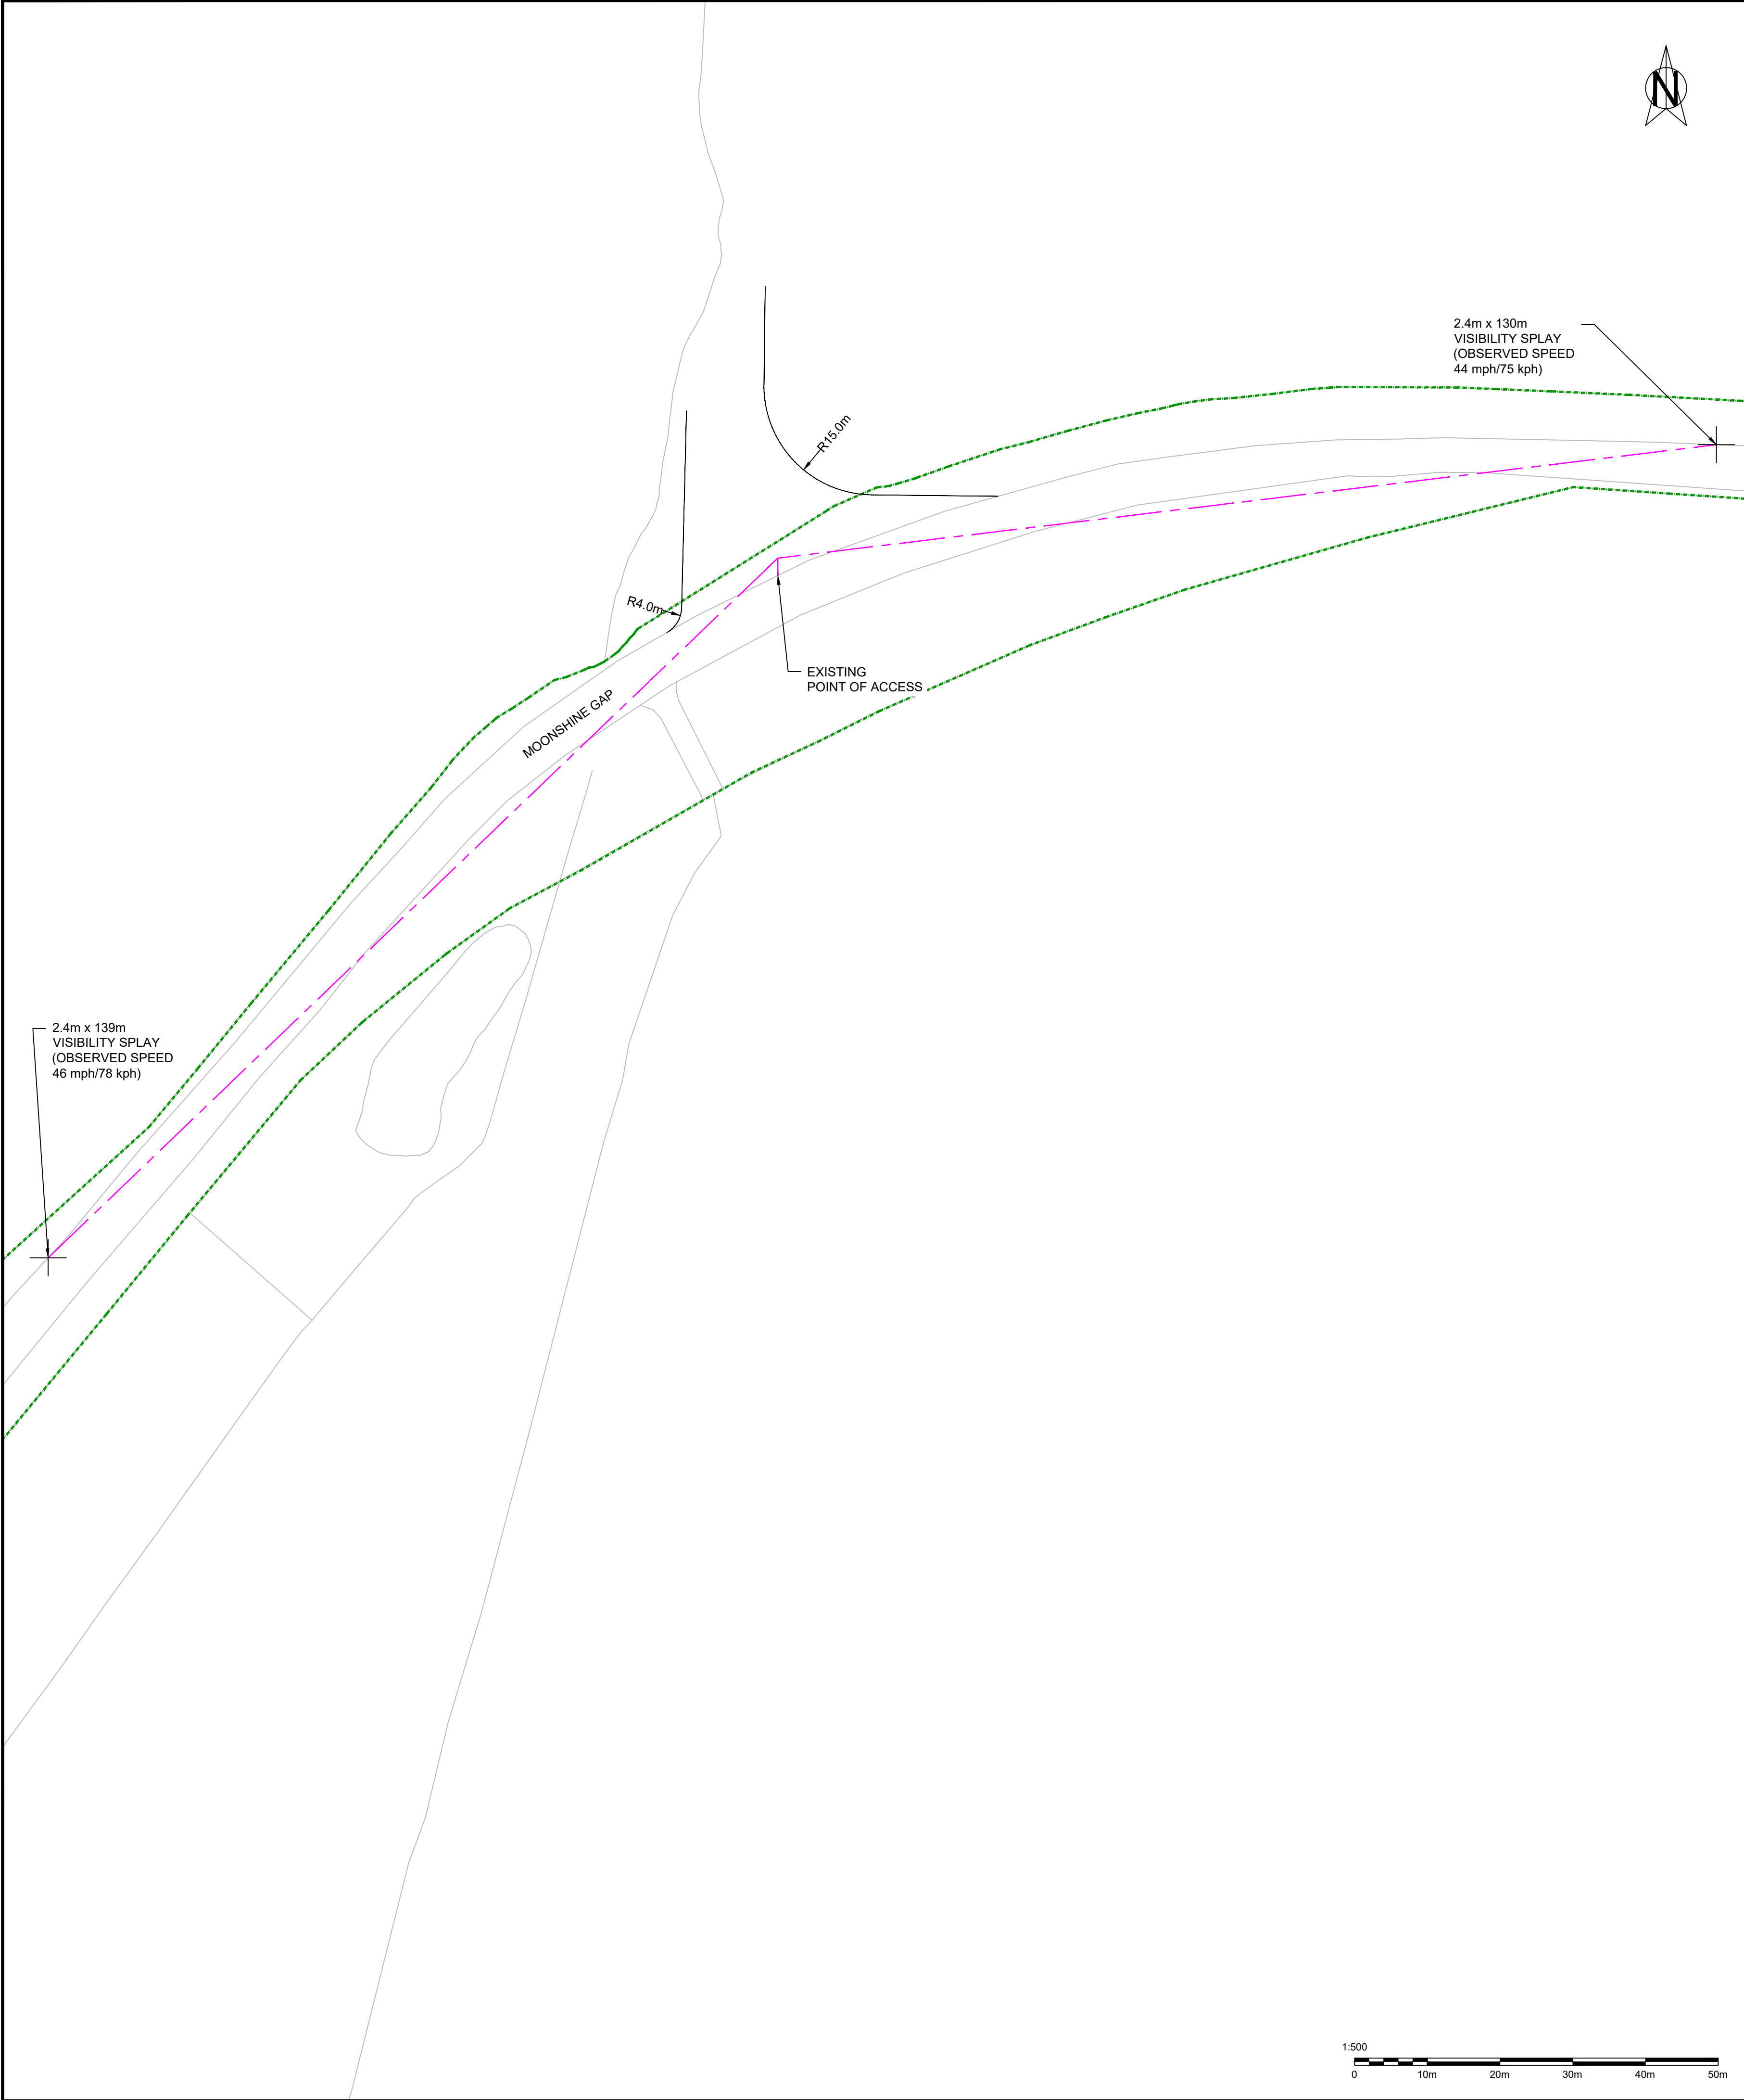 N
2.4m x 130m
VISIBILITY SPLAY
(OBSERVED SPEED
44 mph/75 kph)
R15.0m
R4.0m
EXISTING
POINT OF ACCESS
MOONSHINE GAP
2.4m x 139m
VISIBILITY SPLAY
(OBSERVED SPEED
46 mph/78 kph)
1:500
0 10m 20m 30m 40m 50m